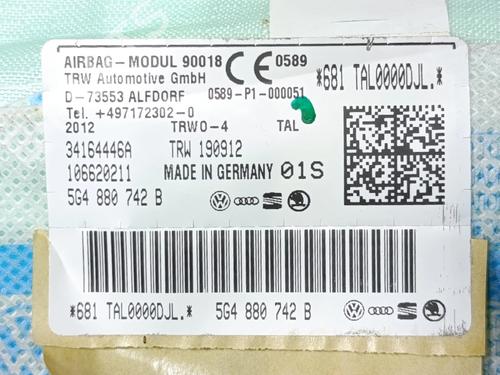 AIRBAG-MODUL 90018 CE 0589
TRW Automotive GmbH
*681 TAL0000DJL.*
D-73553 ALFDORF 0589-P1-000051
Tel. +497172302-0
2012 TRWO-4 TAL
34164446A TRW 190912
106620211 MADE IN GERMANY 01S
5G4 880 742 B
*681 TAL0000DJL.* 5G4 880 742 B